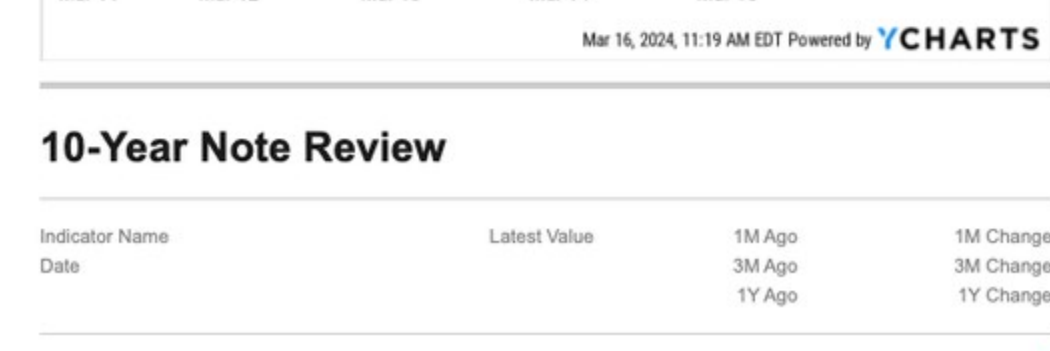 Mar 16, 2024, 11:19 AM EDT Powered by YCHARTS
10-Year Note Review
Indicator Name Latest Value 1M Ago 1M Change
Date 3M Ago 3M Change
1Y Ago 1Y Change